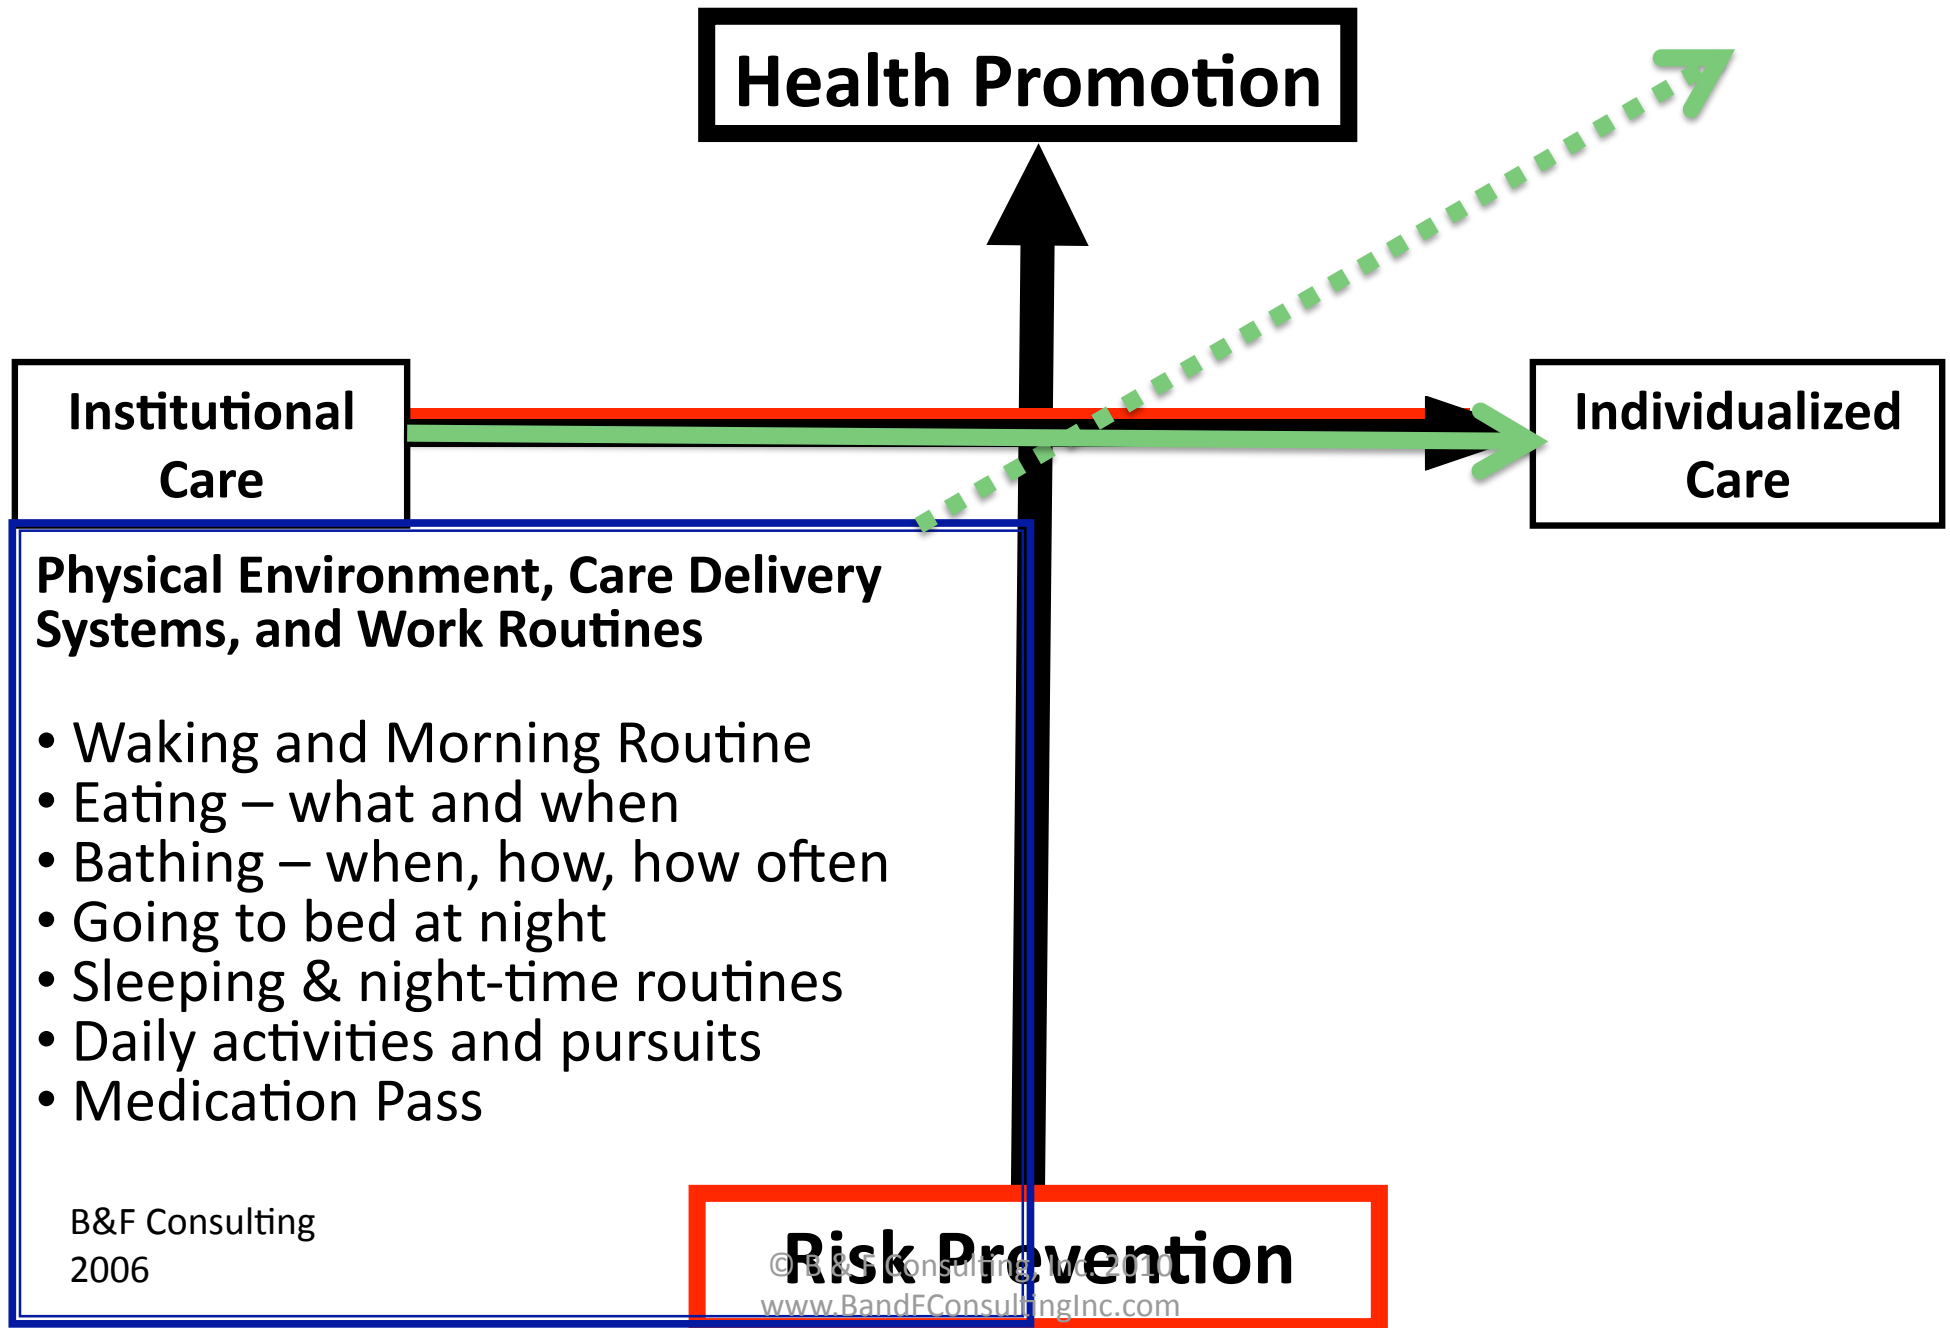 Health Promotion
Institutional
Care
Individualized
Care
Physical Environment, Care Delivery
Systems, and Work Routines
• Waking and Morning Routine
• Eating – what and when
• Bathing – when, how, how often
• Going to bed at night
• Sleeping & night-time routines
• Daily activities and pursuits
• Medication Pass
B&F Consulting
2006
Risk Prevention
© B & F Consulting, Inc. 2010
www.BandFConsultingInc.com